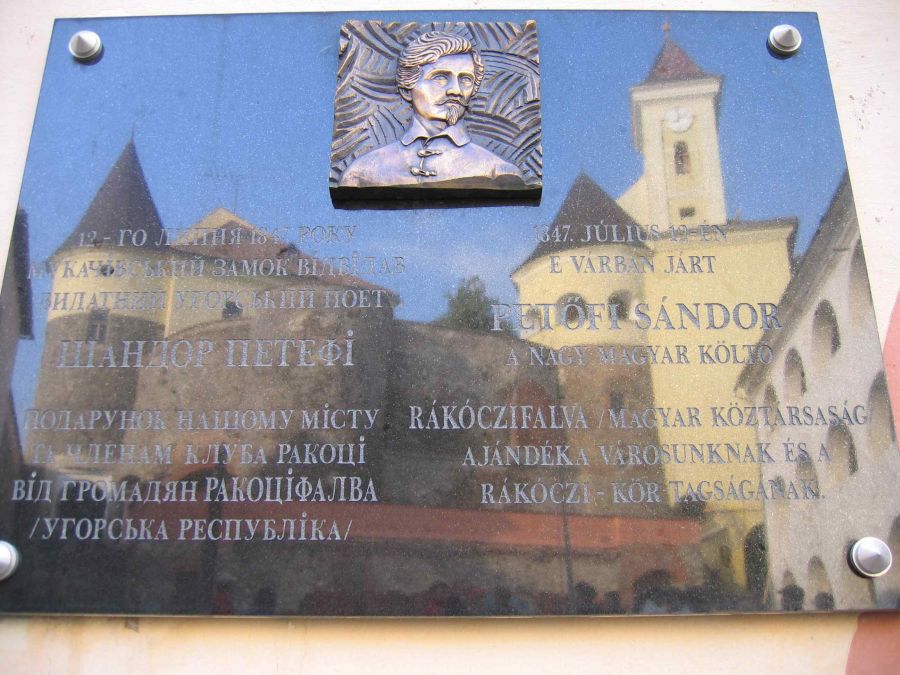 12 - ГО ЛИПНЯ 1847 РОКУ
МУКАЧІВСЬКИЙ ЗАМОК ВІДВІДАВ
ВИДАТНИЙ УГОРСЬКИЙ ПОЕТ
ШАНДОР ПЕТЕФІ
ПОДАРУНОК НАШОМУ МІСТУ
ТА ЧЛЕНАМ КЛУБА РАКОЦІ
ВІД ГРОМАДЯН РАКОЦІФАЛВА
/УГОРСЬКА РЕСПУБЛІКА/
1847. JÚLIUS 12-ÉN
E VÁRBAN JÁRT
PETŐFI SÁNDOR
A NAGY MAGYAR KÖLTŐ
RÁKÓCZIFALVA /MAGYAR KÖZTÁRSASÁG/
AJÁNDÉKA VÁROSUNKNAK ÉS A
RÁKÓCZI - KÖR TAGSÁGÁNAK.